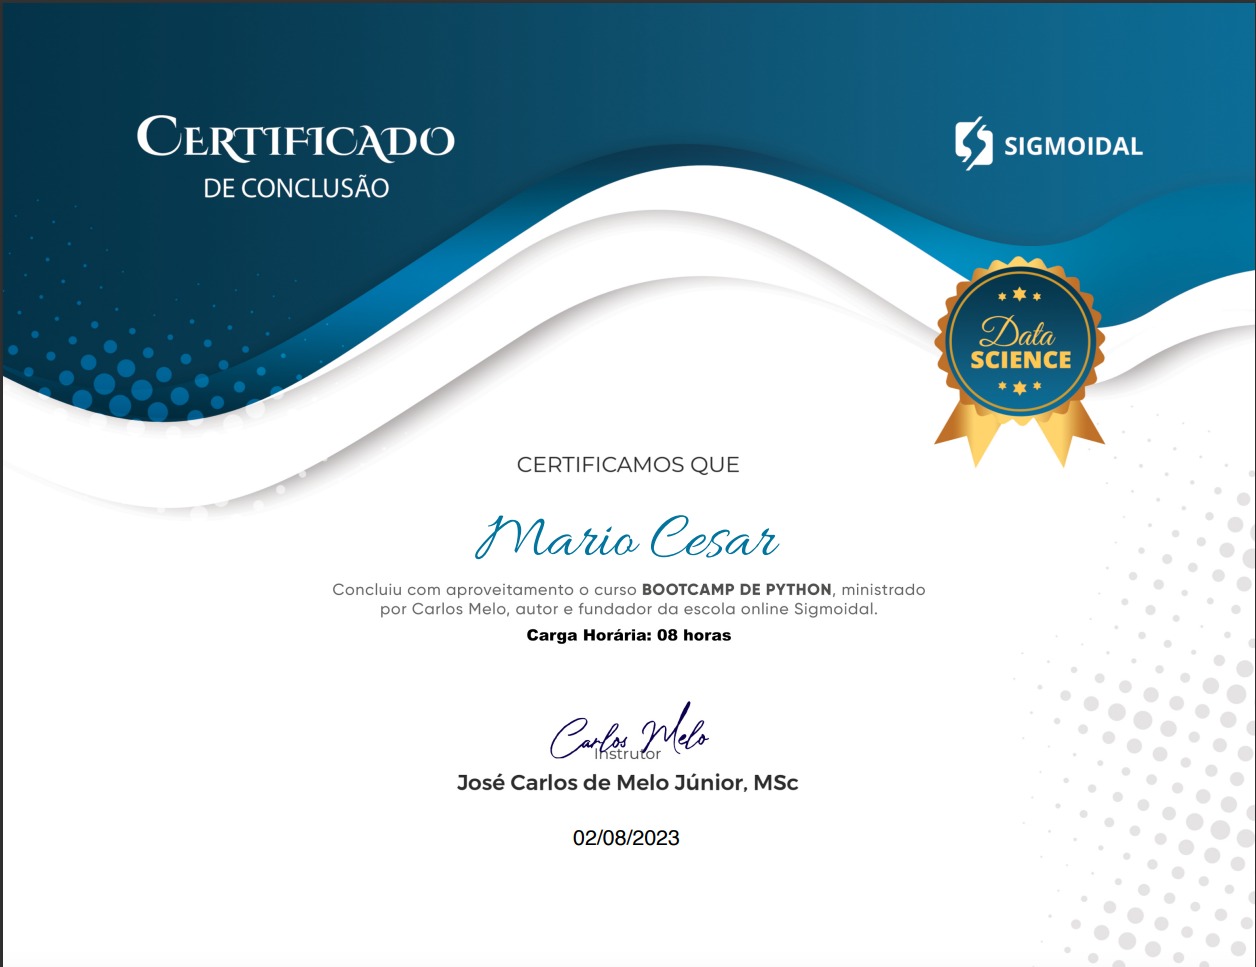 CERTIFICADO
DE CONCLUSÃO
SIGMOIDAL
Data
SCIENCE
CERTIFICAMOS QUE
Mario Cesar
Concluiu com aproveitamento o curso BOOTCAMP DE PYTHON, ministrado
por Carlos Melo, autor e fundador da escola online Sigmoidal.
Carga Horária: 08 horas
Carlos Melo
Instrutor
José Carlos de Melo Júnior, MSc
02/08/2023